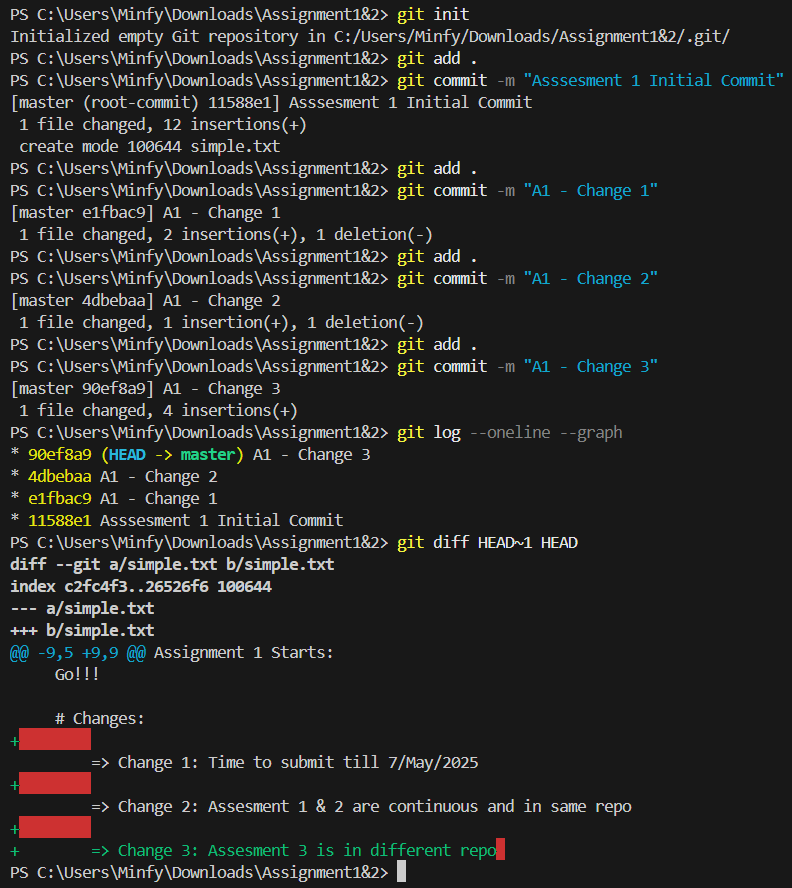 PS C:\Users\Minfy\Downloads\Assignment1&2> git init
Initialized empty Git repository in C:/Users/Minfy/Downloads/Assignment1&2/.git/
PS C:\Users\Minfy\Downloads\Assignment1&2> git add .
PS C:\Users\Minfy\Downloads\Assignment1&2> git commit -m "Asssesment 1 Initial Commit"
[master (root-commit) 11588e1] Asssesment 1 Initial Commit
 1 file changed, 12 insertions(+)
 create mode 100644 simple.txt
PS C:\Users\Minfy\Downloads\Assignment1&2> git add .
PS C:\Users\Minfy\Downloads\Assignment1&2> git commit -m "A1 - Change 1"
[master e1fbac9] A1 - Change 1
 1 file changed, 2 insertions(+), 1 deletion(-)
PS C:\Users\Minfy\Downloads\Assignment1&2> git add .
PS C:\Users\Minfy\Downloads\Assignment1&2> git commit -m "A1 - Change 2"
[master 4dbebaa] A1 - Change 2
 1 file changed, 1 insertion(+), 1 deletion(-)
PS C:\Users\Minfy\Downloads\Assignment1&2> git add .
PS C:\Users\Minfy\Downloads\Assignment1&2> git commit -m "A1 - Change 3"
[master 90ef8a9] A1 - Change 3
 1 file changed, 4 insertions(+)
PS C:\Users\Minfy\Downloads\Assignment1&2> git log --oneline --graph
* 90ef8a9 (HEAD -> master) A1 - Change 3
* 4dbebaa A1 - Change 2
* e1fbac9 A1 - Change 1
* 11588e1 Asssesment 1 Initial Commit
PS C:\Users\Minfy\Downloads\Assignment1&2> git diff HEAD~1 HEAD
diff --git a/simple.txt b/simple.txt
index c2fc4f3..26526f6 100644
--- a/simple.txt
+++ b/simple.txt
@@ -9,5 +9,9 @@ Assignment 1 Starts:
     Go!!!

     # Changes:
+
         => Change 1: Time to submit till 7/May/2025
+
         => Change 2: Assesment 1 & 2 are continuous and in same repo
+
+        => Change 3: Assesment 3 is in different repo
PS C:\Users\Minfy\Downloads\Assignment1&2>